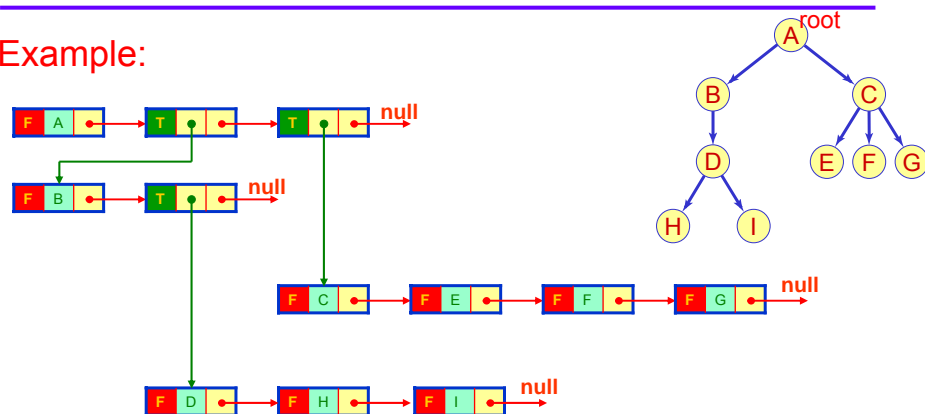 root
A
Example:
B
C
F A T T null
D
E F G
F B T null
H I
F C F E F F F G null
F D F H F I null